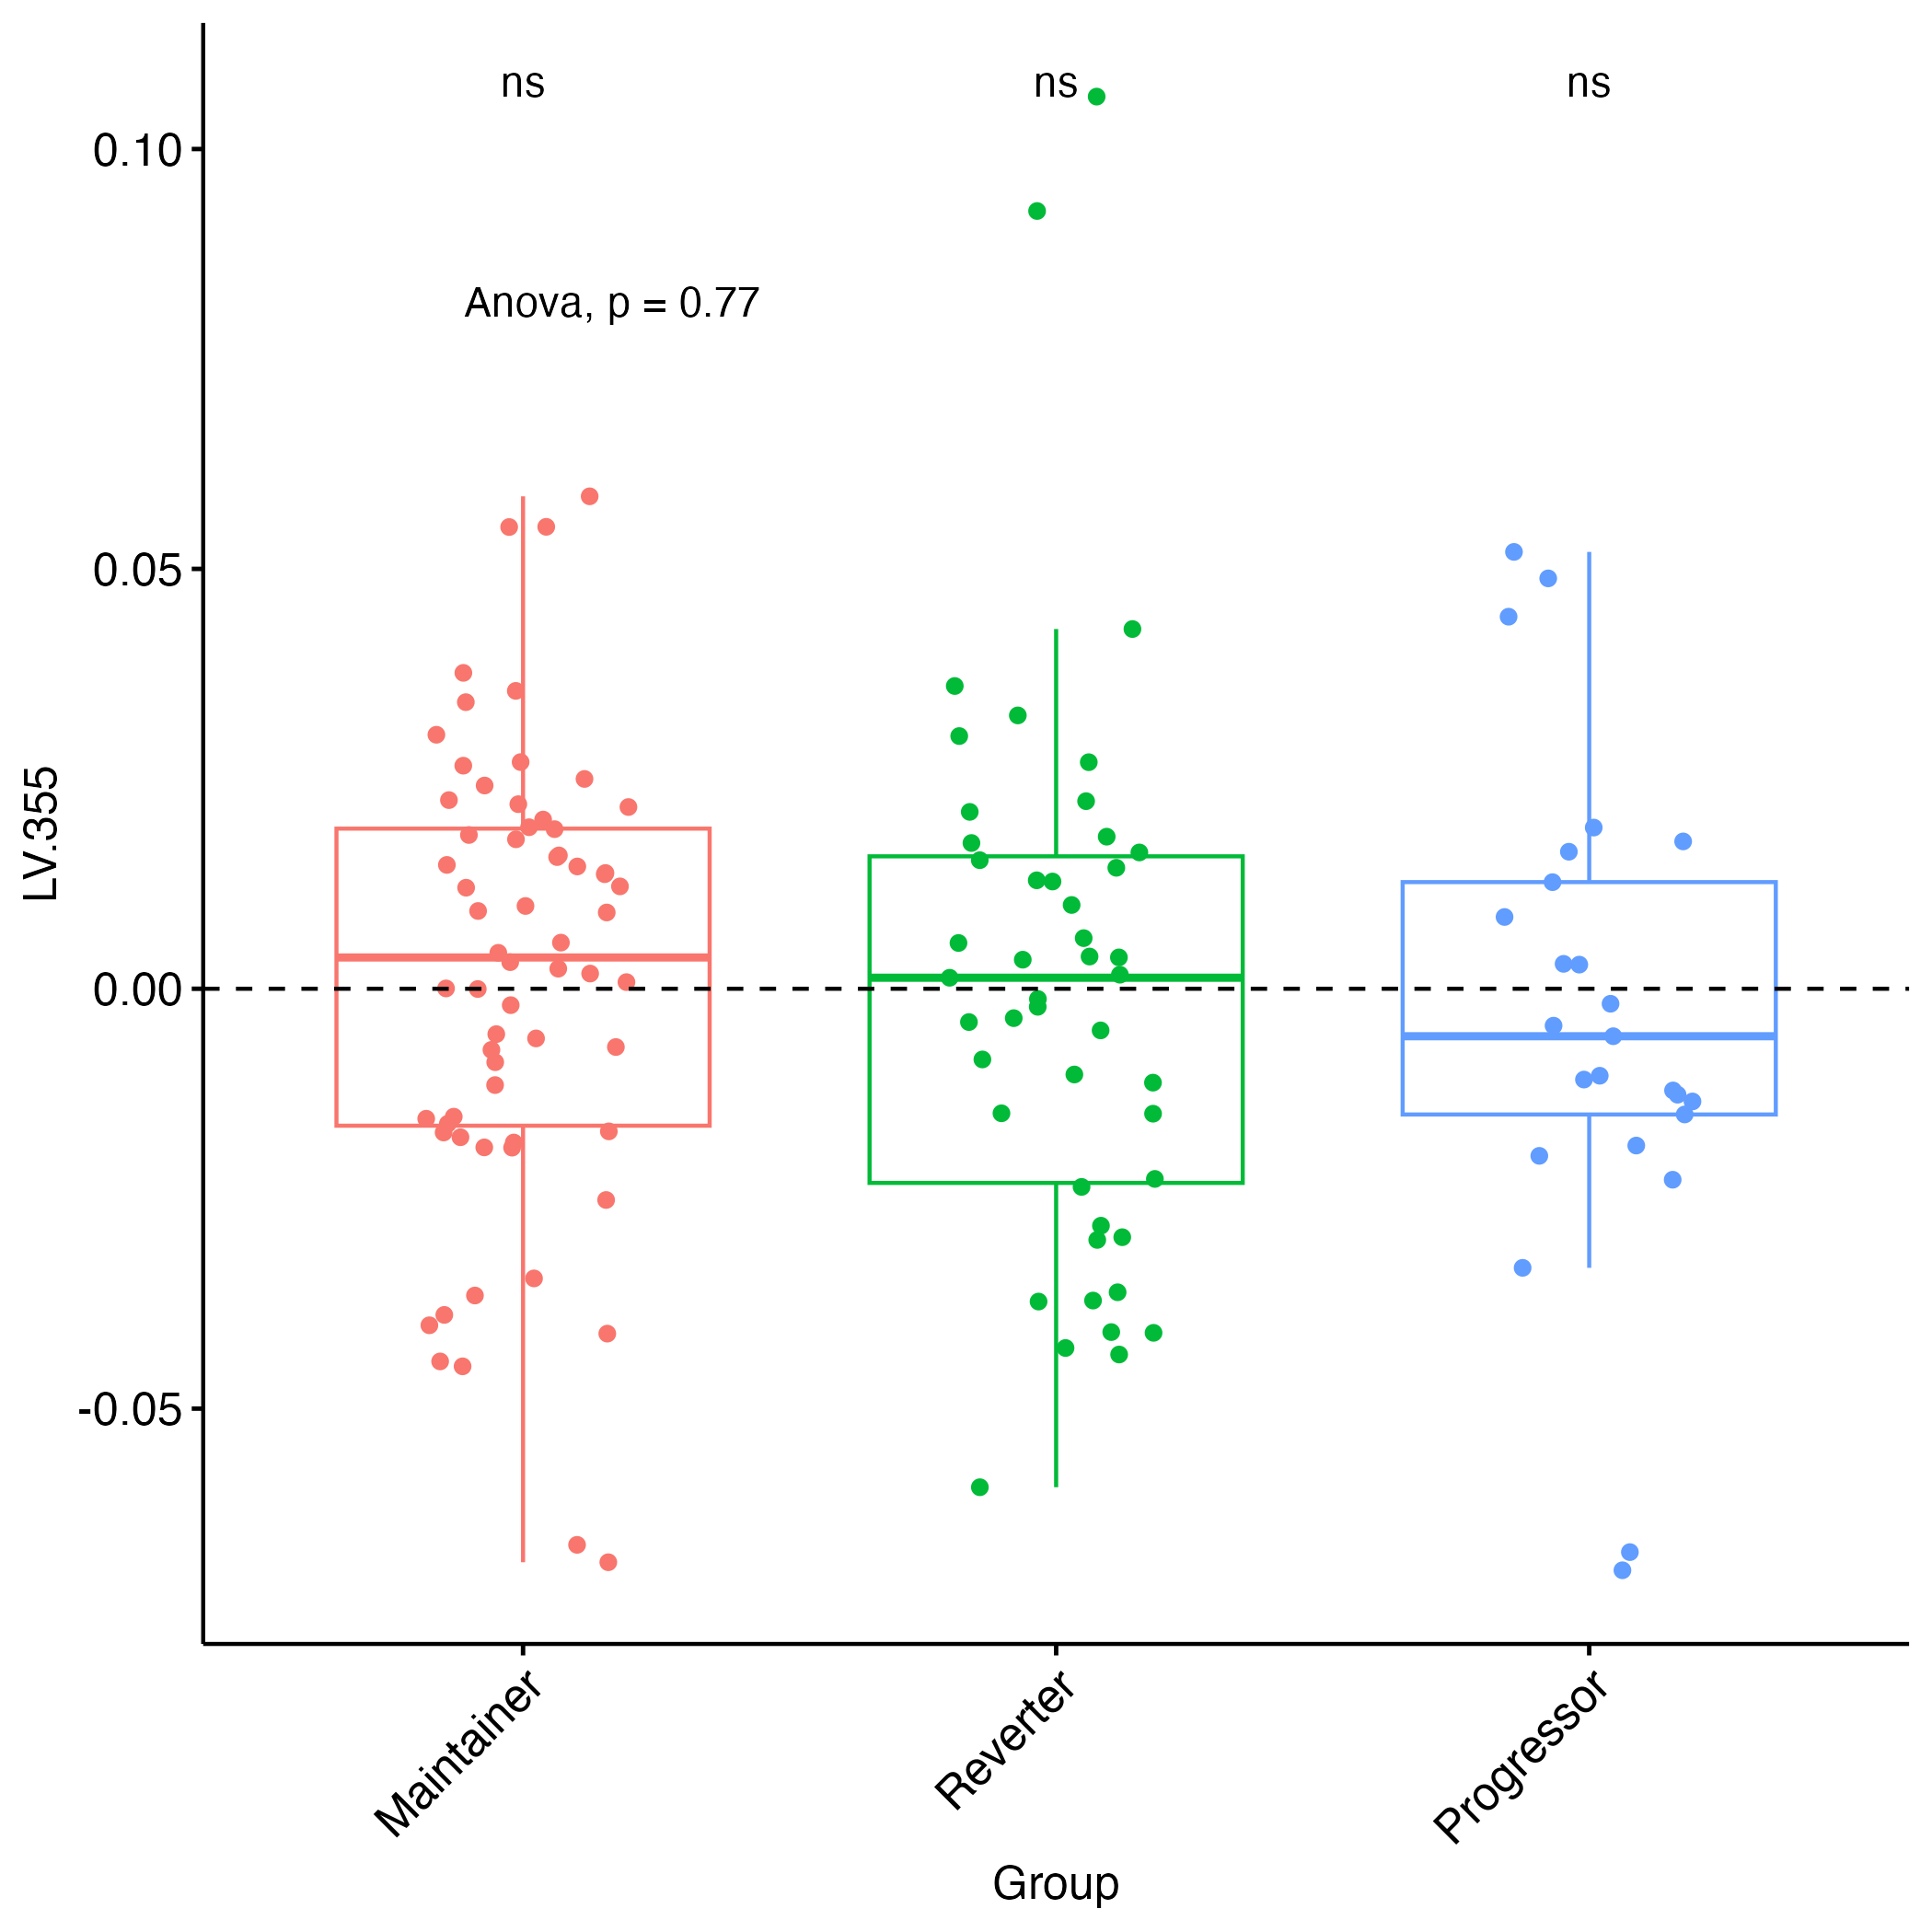 ns ns ns
0.10
Anova, p = 0.77
0.05
LV.355
0.00
-0.05
Maintainer Reverter Progressor
Group